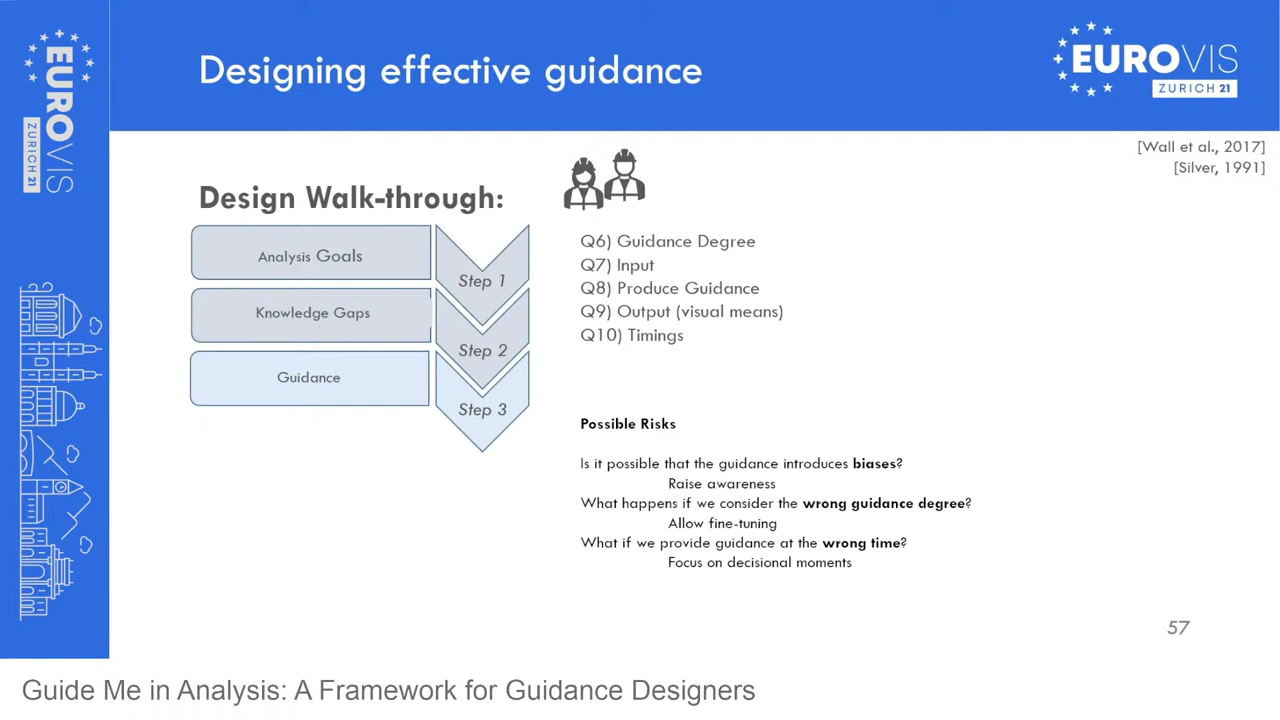 Designing effective guidance
EUROVIS
ZURICH 21
EUROVIS
ZURICH 21
[Wall et al., 2017]
[Silver, 1991]
Design Walk-through:
Analysis Goals
Step 1
Knowledge Gaps
Step 2
Guidance
Step 3
Q6) Guidance Degree
Q7) Input
Q8) Produce Guidance
Q9) Output (visual means)
Q10) Timings
Possible Risks
Is it possible that the guidance introduces biases?
Raise awareness
What happens if we consider the wrong guidance degree?
Allow fine-tuning
What if we provide guidance at the wrong time?
Focus on decisional moments
57
Guide Me in Analysis: A Framework for Guidance Designers